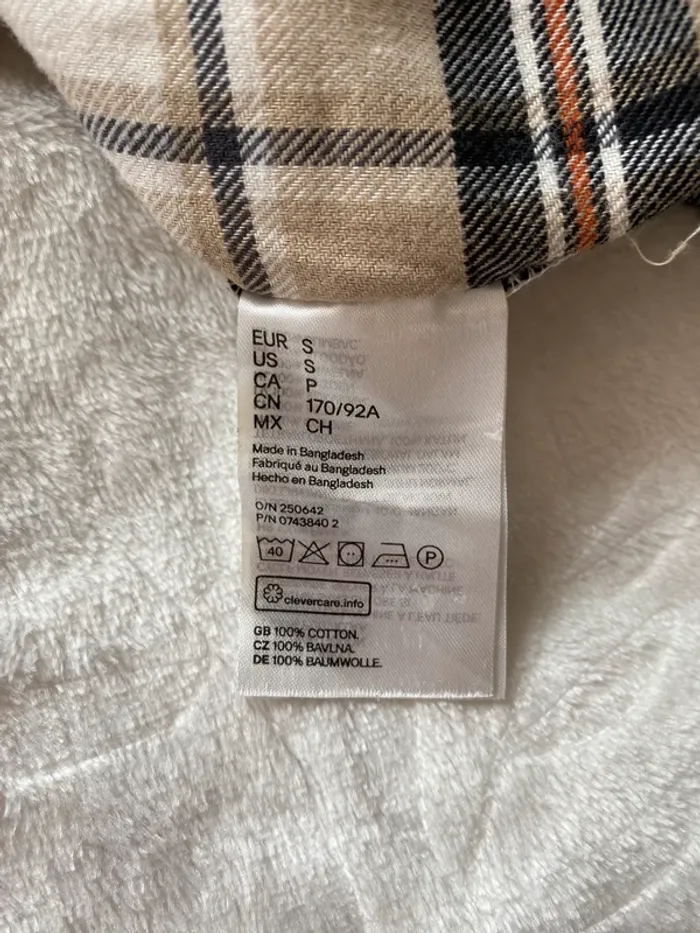 EUR S
US S
CA P
CN 170/92A
MX CH
Made in Bangladesh
Fabriqué au Bangladesh
Hecho en Bangladesh
O/N 250642
P/N 0743840 2
40
P
clevercare.info
GB 100% COTTON.
CZ 100% BAVLNA.
DE 100% BAUMWOLLE.